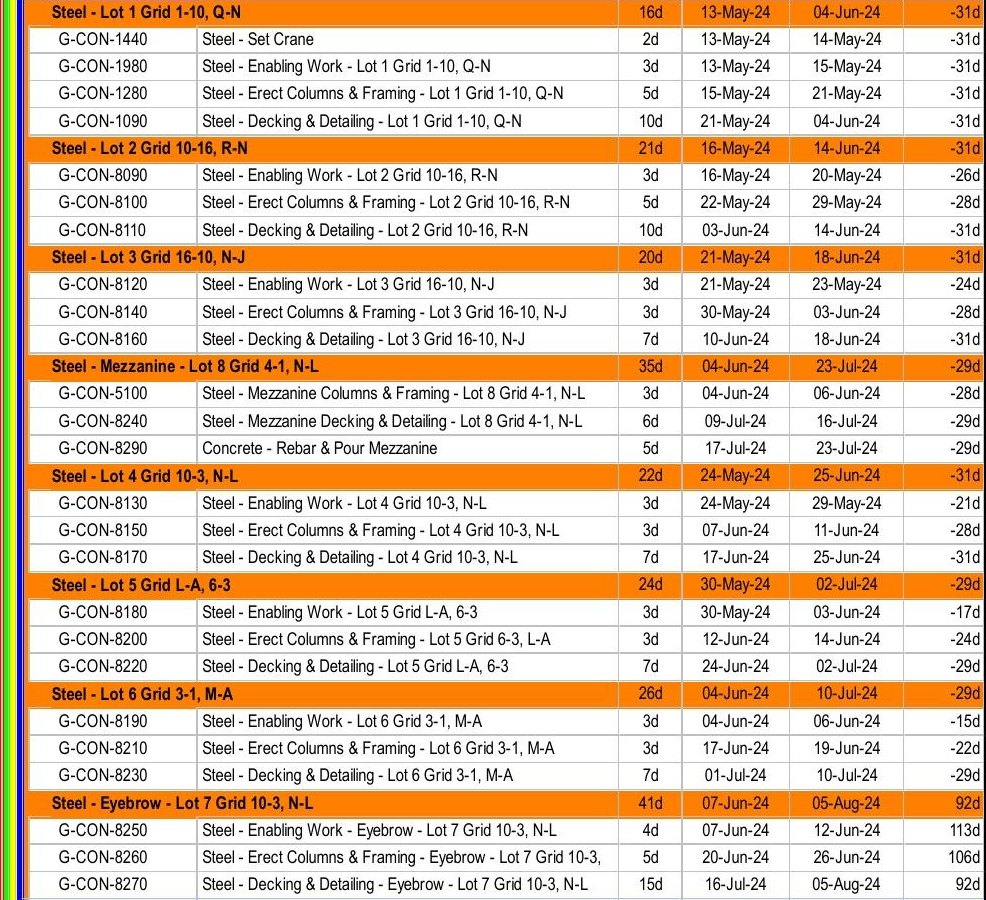 Steel - Lot 1 Grid 1-10, Q-N 16d 13-May-24 04-Jun-24 -31d
G-CON-1440 Steel - Set Crane 2d 13-May-24 14-May-24 -31d
G-CON-1980 Steel - Enabling Work - Lot 1 Grid 1-10, Q-N 3d 13-May-24 15-May-24 -31d
G-CON-1280 Steel - Erect Columns & Framing - Lot 1 Grid 1-10, Q-N 5d 15-May-24 21-May-24 -31d
G-CON-1090 Steel - Decking & Detailing - Lot 1 Grid 1-10, Q-N 10d 21-May-24 04-Jun-24 -31d
Steel - Lot 2 Grid 10-16, R-N 21d 16-May-24 14-Jun-24 -31d
G-CON-8090 Steel - Enabling Work - Lot 2 Grid 10-16, R-N 3d 16-May-24 20-May-24 -26d
G-CON-8100 Steel - Erect Columns & Framing - Lot 2 Grid 10-16, R-N 5d 22-May-24 29-May-24 -28d
G-CON-8110 Steel - Decking & Detailing - Lot 2 Grid 10-16, R-N 10d 03-Jun-24 14-Jun-24 -31d
Steel - Lot 3 Grid 16-10, N-J 20d 21-May-24 18-Jun-24 -31d
G-CON-8120 Steel - Enabling Work - Lot 3 Grid 16-10, N-J 3d 21-May-24 23-May-24 -24d
G-CON-8140 Steel - Erect Columns & Framing - Lot 3 Grid 16-10, N-J 3d 30-May-24 03-Jun-24 -28d
G-CON-8160 Steel - Decking & Detailing - Lot 3 Grid 16-10, N-J 7d 10-Jun-24 18-Jun-24 -31d
Steel - Mezzanine - Lot 8 Grid 4-1, N-L 35d 04-Jun-24 23-Jul-24 -29d
G-CON-5100 Steel - Mezzanine Columns & Framing - Lot 8 Grid 4-1, N-L 3d 04-Jun-24 06-Jun-24 -28d
G-CON-8240 Steel - Mezzanine Decking & Detailing - Lot 8 Grid 4-1, N-L 6d 09-Jul-24 16-Jul-24 -29d
G-CON-8290 Concrete - Rebar & Pour Mezzanine 5d 17-Jul-24 23-Jul-24 -29d
Steel - Lot 4 Grid 10-3, N-L 22d 24-May-24 25-Jun-24 -31d
G-CON-8130 Steel - Enabling Work - Lot 4 Grid 10-3, N-L 3d 24-May-24 29-May-24 -21d
G-CON-8150 Steel - Erect Columns & Framing - Lot 4 Grid 10-3, N-L 3d 07-Jun-24 11-Jun-24 -28d
G-CON-8170 Steel - Decking & Detailing - Lot 4 Grid 10-3, N-L 7d 17-Jun-24 25-Jun-24 -31d
Steel - Lot 5 Grid L-A, 6-3 24d 30-May-24 02-Jul-24 -29d
G-CON-8180 Steel - Enabling Work - Lot 5 Grid L-A, 6-3 3d 30-May-24 03-Jun-24 -17d
G-CON-8200 Steel - Erect Columns & Framing - Lot 5 Grid 6-3, L-A 3d 12-Jun-24 14-Jun-24 -24d
G-CON-8220 Steel - Decking & Detailing - Lot 5 Grid L-A, 6-3 7d 24-Jun-24 02-Jul-24 -29d
Steel - Lot 6 Grid 3-1, M-A 26d 04-Jun-24 10-Jul-24 -29d
G-CON-8190 Steel - Enabling Work - Lot 6 Grid 3-1, M-A 3d 04-Jun-24 06-Jun-24 -15d
G-CON-8210 Steel - Erect Columns & Framing - Lot 6 Grid 3-1, M-A 3d 17-Jun-24 19-Jun-24 -22d
G-CON-8230 Steel - Decking & Detailing - Lot 6 Grid 3-1, M-A 7d 01-Jul-24 10-Jul-24 -29d
Steel - Eyebrow - Lot 7 Grid 10-3, N-L 41d 07-Jun-24 05-Aug-24 92d
G-CON-8250 Steel - Enabling Work - Eyebrow - Lot 7 Grid 10-3, N-L 4d 07-Jun-24 12-Jun-24 113d
G-CON-8260 Steel - Erect Columns & Framing - Eyebrow - Lot 7 Grid 10-3, 5d 20-Jun-24 26-Jun-24 106d
G-CON-8270 Steel - Decking & Detailing - Eyebrow - Lot 7 Grid 10-3, N-L 15d 16-Jul-24 05-Aug-24 92d